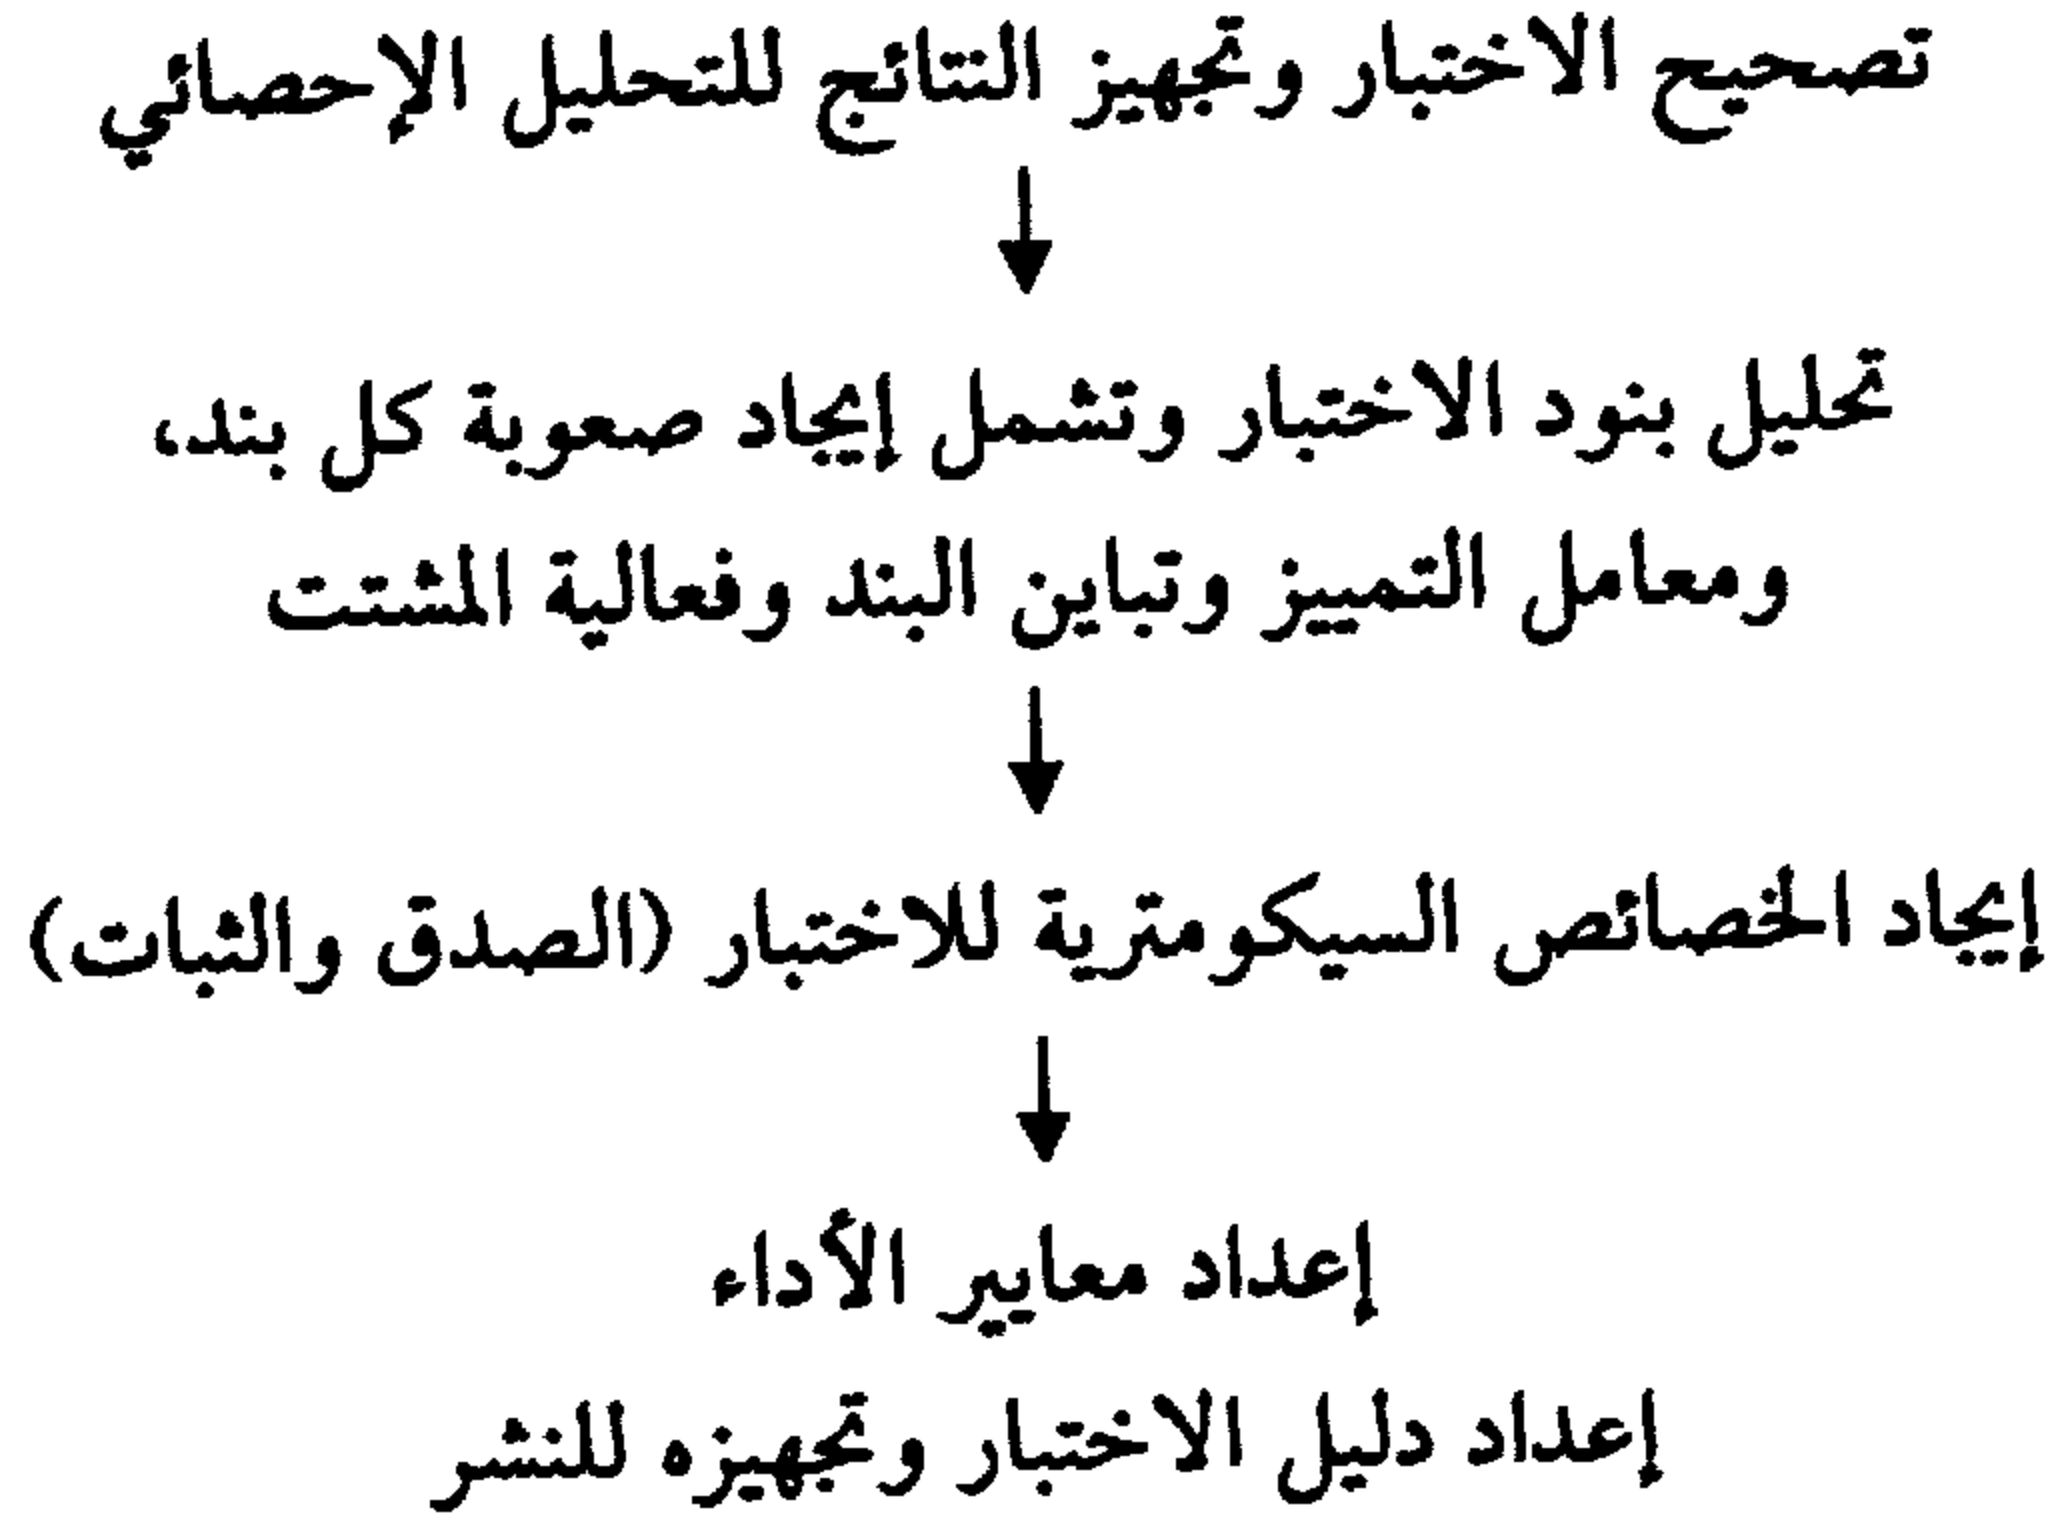 تصحيح الاختبار وتجهيز النتائج للتحليل الإحصائي
تحليل بنود الاختبار وتشمل إيجاد صعوبة كل بند،
ومعامل التمييز وتباين البند وفعالية المشتت
إيجاد الخصائص السيكومترية للاختبار (الصدق والثبات)
إعداد معايير الأداء
إعداد دليل الاختبار وتجهيزه للنشر